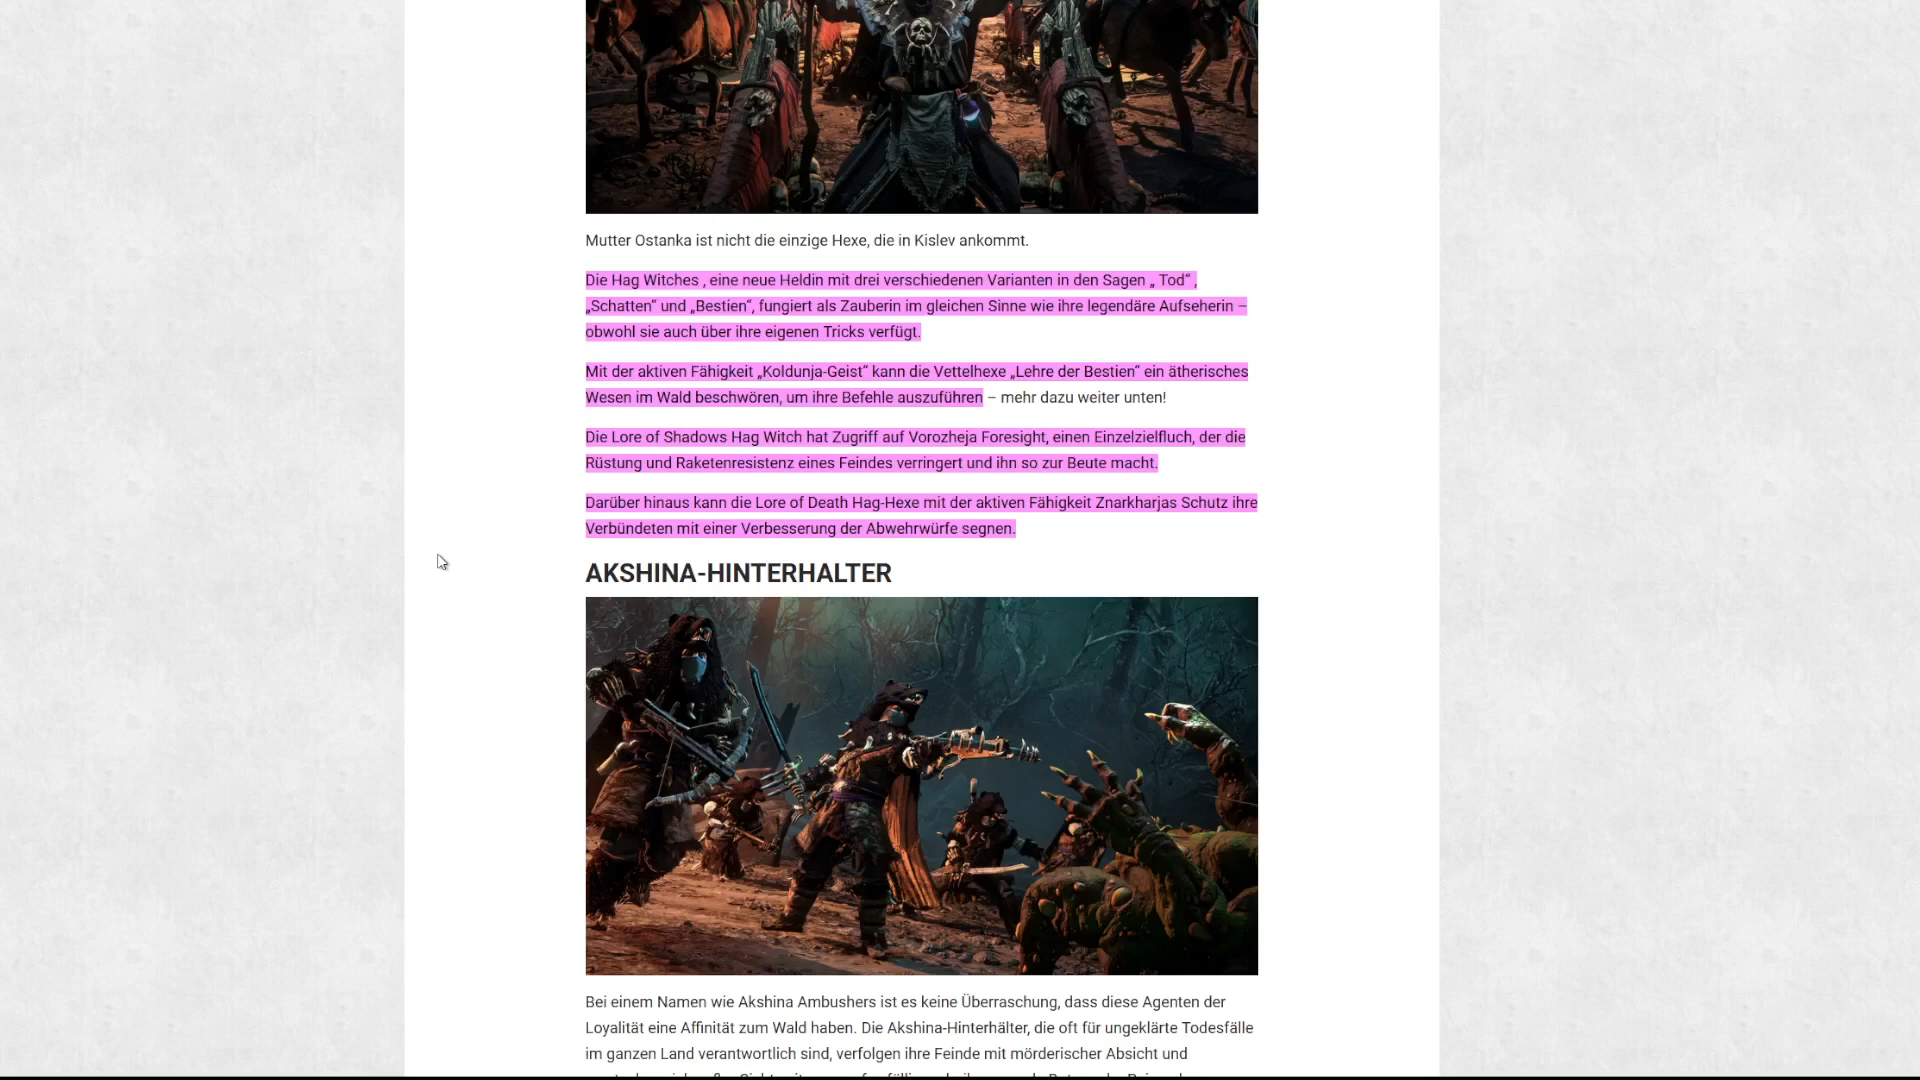 Mutter Ostanka ist nicht die einzige Hexe, die in Kislev ankommt.
Die Hag Witches , eine neue Heldin mit drei verschiedenen Varianten in den Sagen „ Tod“ ,
„Schatten“ und „Bestien“, fungiert als Zauberin im gleichen Sinne wie ihre legendäre Aufseherin –
obwohl sie auch über ihre eigenen Tricks verfügt.
Mit der aktiven Fähigkeit „Koldunja-Geist“ kann die Vettelhexe „Lehre der Bestien“ ein ätherisches
Wesen im Wald beschwören, um ihre Befehle auszuführen – mehr dazu weiter unten!
Die Lore of Shadows Hag Witch hat Zugriff auf Vorozheja Foresight, einen Einzelzielfluch, der die
Rüstung und Raketenresistenz eines Feindes verringert und ihn so zur Beute macht.
Darüber hinaus kann die Lore of Death Hag-Hexe mit der aktiven Fähigkeit Znarkharjas Schutz ihre
Verbündeten mit einer Verbesserung der Abwehrwürfe segnen.
AKSHINA-HINTERHALTER
Bei einem Namen wie Akshina Ambushers ist es keine Überraschung, dass diese Agenten der
Loyalität eine Affinität zum Wald haben. Die Akshina-Hinterhälter, die oft für ungeklärte Todesfälle
im ganzen Land verantwortlich sind, verfolgen ihre Feinde mit mörderischer Absicht und